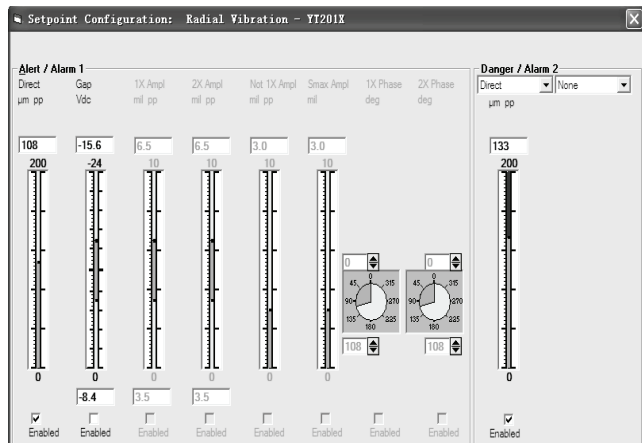 Setpoint Configuration: Radial Vibration - YT201X
Alert / Alarm 1
Direct Gap 1X Ampl 2X Ampl Not 1X Ampl Smax Ampl 1X Phase 2X Phase
µm pp Vdc mil pp mil pp mil pp mil deg deg
108 -15.6 6.5 6.5 3.0 3.0
200 -24 10 10 10 10
0 0
0 0
45 315 45 315
90 270 90 270
135 225 135 225
180 180
108 108
0 0 0 0 0 0
-8.4 3.5 3.5
Enabled Enabled Enabled Enabled Enabled Enabled Enabled Enabled
Danger / Alarm 2
Direct None
µm pp
133
200
0
Enabled